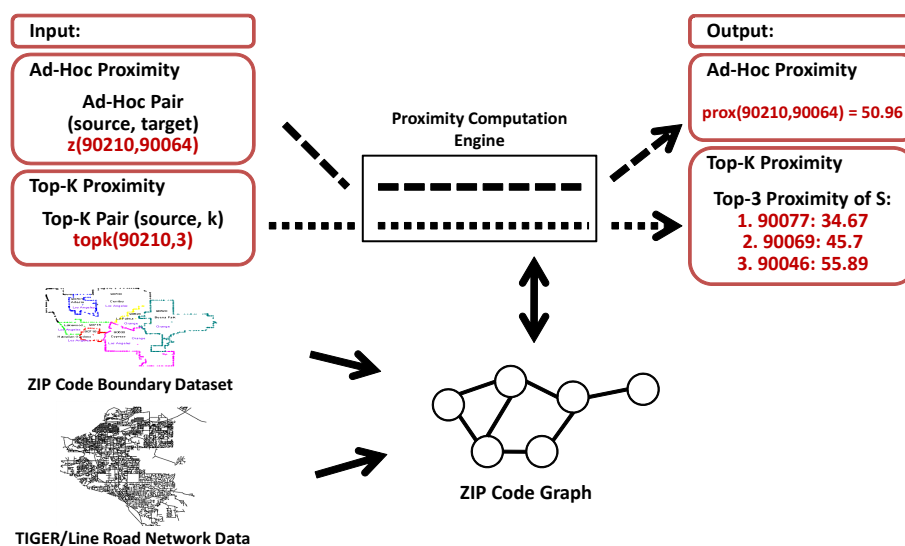 Input:
Ad-Hoc Proximity
Ad-Hoc Pair
(source, target)
z(90210,90064)
Top-K Proximity
Top-K Pair (source, k)
topk(90210,3)
ZIP Code Boundary Dataset
TIGER/Line Road Network Data
Proximity Computation
Engine
ZIP Code Graph
Output:
Ad-Hoc Proximity
prox(90210,90064) = 50.96
Top-K Proximity
Top-3 Proximity of S:
1. 90077: 34.67
2. 90069: 45.7
3. 90046: 55.89